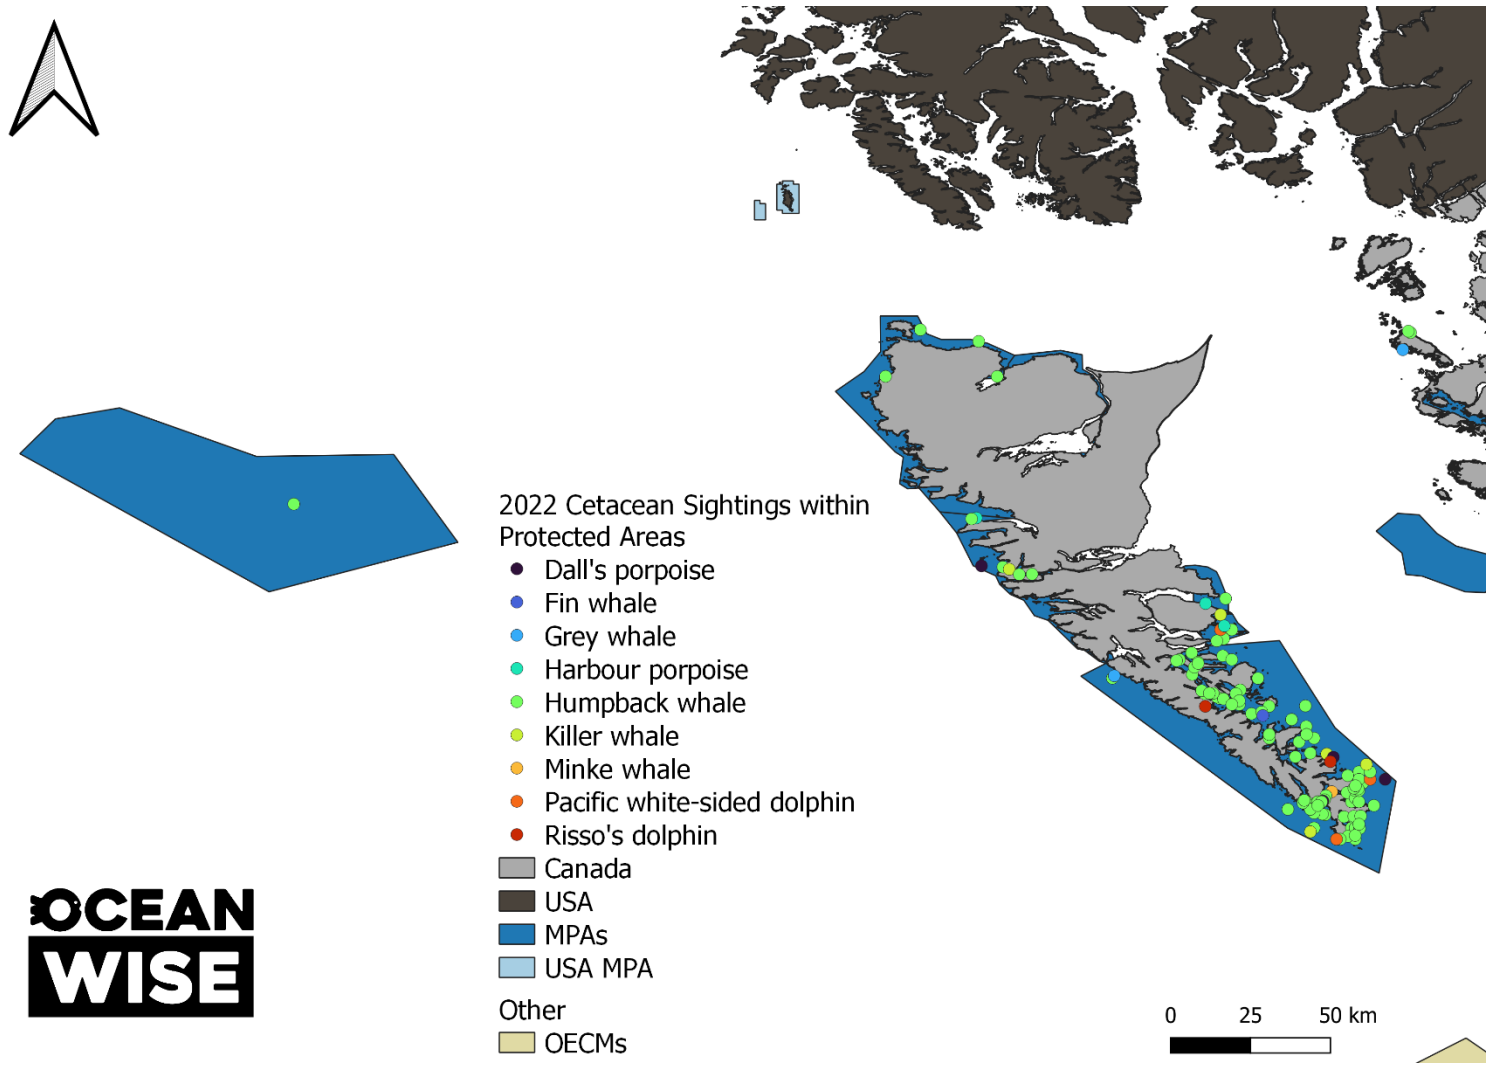 2022 Cetacean Sightings within
Protected Areas
Dall's porpoise
Fin whale
Grey whale
Harbour porpoise
Humpback whale
Killer whale
Minke whale
Pacific white-sided dolphin
Risso's dolphin
Canada
USA
MPAs
USA MPA
Other
OECMs
OCEAN
WISE
0 25 50 km